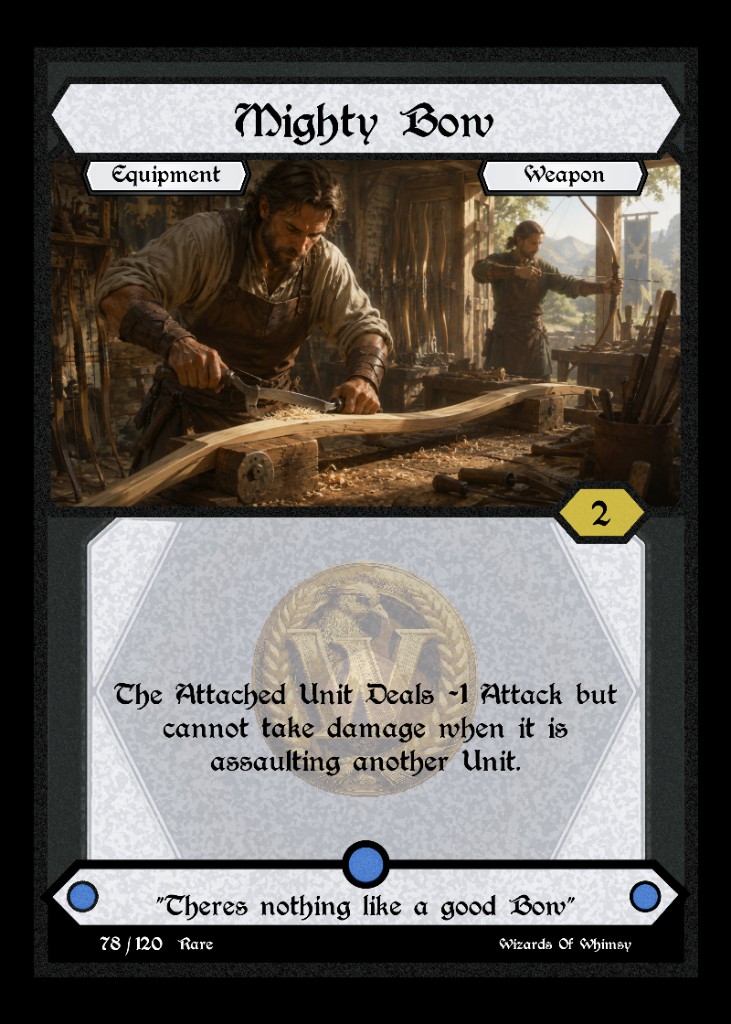 Mighty Bow
Equipment
Weapon
2
W
The Attached Unit Deals -1 Attack but
cannot take damage when it is
assaulting another Unit.
"Theres nothing like a good Bow"
78 / 120 Rare
Wizards Of Whimsy